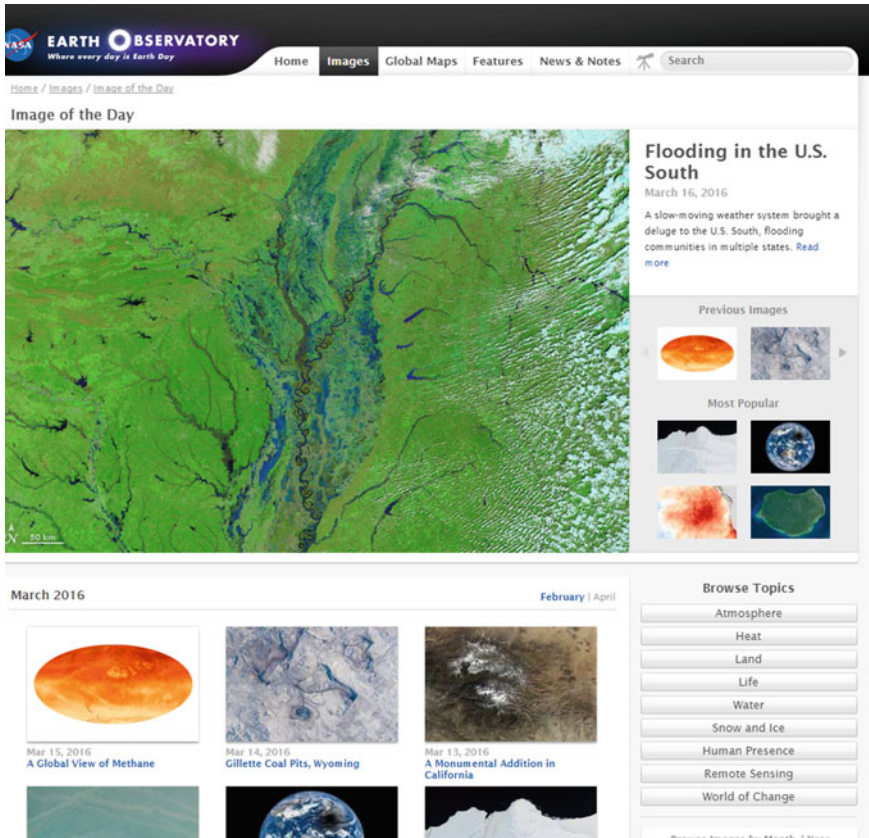 NASA
EARTH OBSERVATORY
Where every day is Earth Day
Home
Images
Global Maps
Features
News & Notes
Search
Home / Images / Image of the Day
Image of the Day
Flooding in the U.S.
South
March 16, 2016
A slow-moving weather system brought a
deluge to the U.S. South, flooding
communities in multiple states. Read
more
Previous Images
Most Popular
N
50 km
March 2016
February | April
Mar 15, 2016
A Global View of Methane
Mar 14, 2016
Gillette Coal Pits, Wyoming
Mar 13, 2016
A Monumental Addition in
California
Browse Topics
Atmosphere
Heat
Land
Life
Water
Snow and Ice
Human Presence
Remote Sensing
World of Change
Browse Images by Month / Year